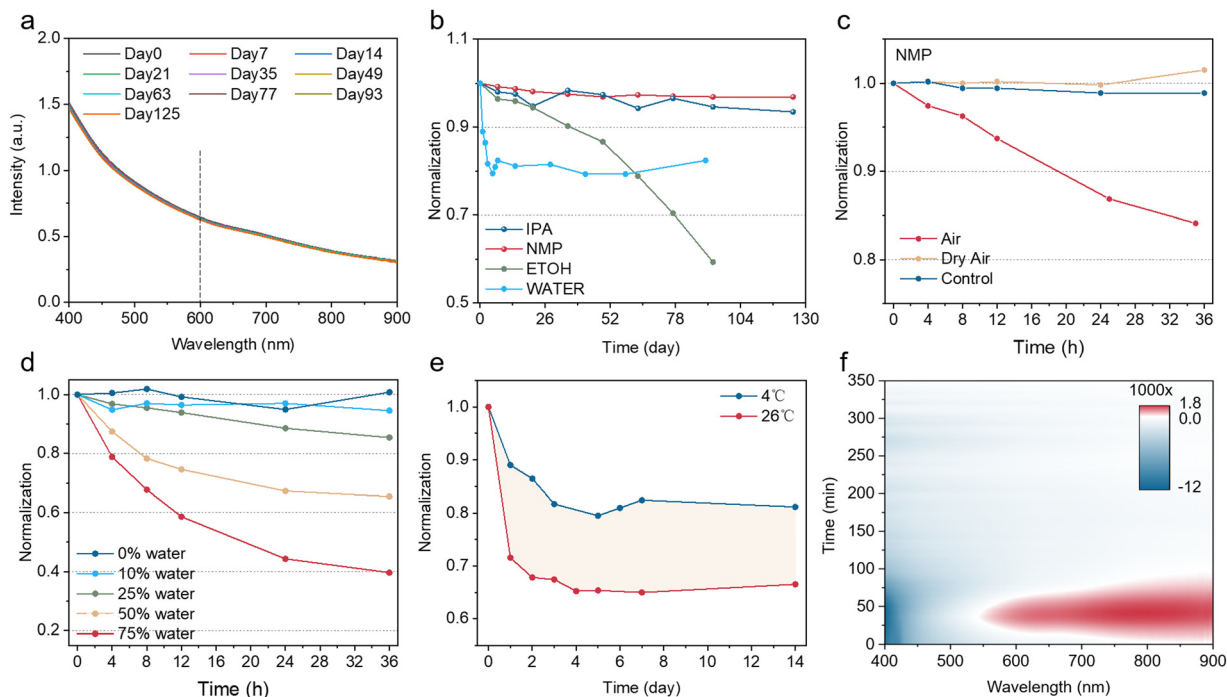 a
2.0
1.5
1.0
0.5
0.0
Intensity (a.u.)
Day0 Day7 Day14
Day21 Day35 Day49
Day63 Day77 Day93
Day125
400 500 600 700 800 900
Wavelength (nm)
b
1.1
0.9
0.7
0.5
Normalization
IPA
NMP
ETOH
WATER
0 26 52 78 104 130
Time (day)
c
NMP
1.0
0.9
0.8
Normalization
Air
Dry Air
Control
0 4 8 12 16 20 24 28 32 36
Time (h)
d
1.0
0.8
0.6
0.4
0.2
Normalization
0% water
10% water
25% water
50% water
75% water
0 4 8 12 16 20 24 28 32 36
Time (h)
e
1.0
0.9
0.8
0.7
0.6
Normalization
4℃
26℃
0 2 4 6 8 10 12 14
Time (day)
f
350
300
250
200
150
100
50
0
Time (min)
1000x
1.8
0.0
-12
400 500 600 700 800 900
Wavelength (nm)